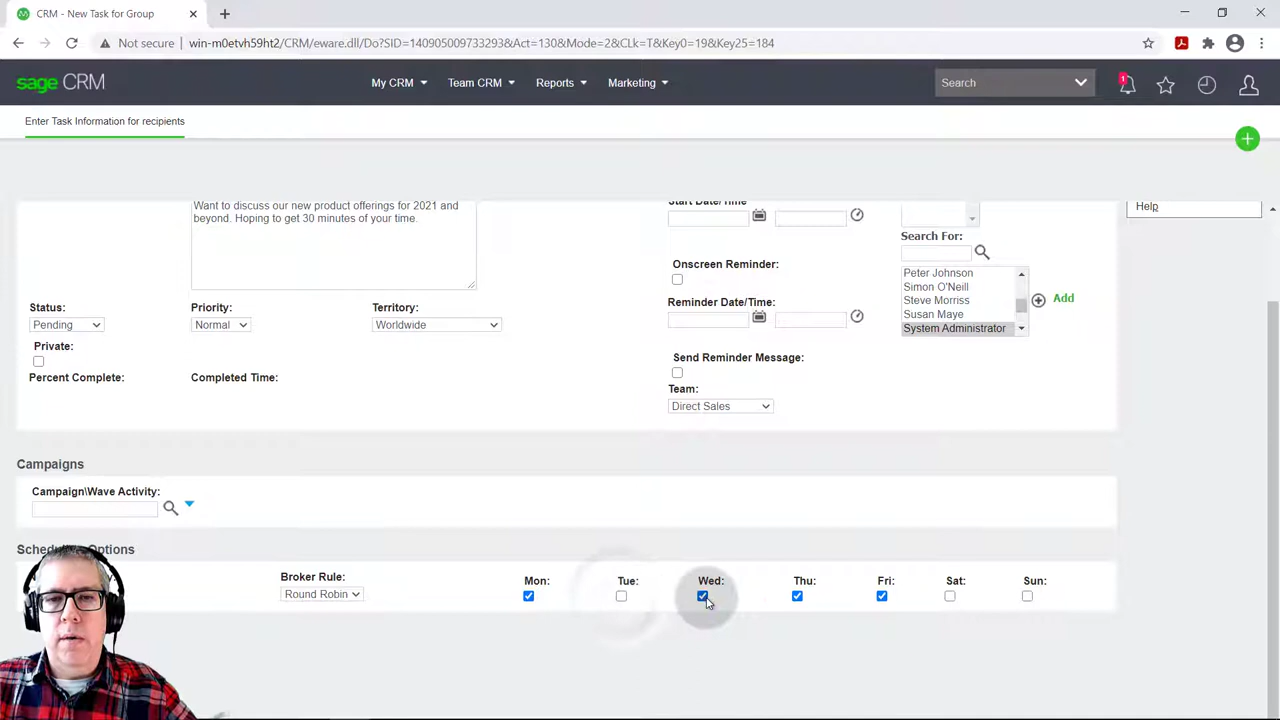 CRM - New Task for Group
Not secure win-m0etvh59ht2/CRM/eware.dll/Do?SID=140905009733293&Act=130&Mode=2&CLk=T&Key0=19&Key25=184
sage CRM My CRM Team CRM Reports Marketing Search 1
Enter Task Information for recipients
Want to discuss our new product offerings for 2021 and
beyond. Hoping to get 30 minutes of your time.
Start Date/Time
Help
Search For:
Onscreen Reminder:
Peter Johnson
Simon O'Neill
Steve Morriss
Susan Maye
System Administrator
Add
Status: Priority: Territory: Reminder Date/Time:
Pending Normal Worldwide
Private:
Send Reminder Message:
Percent Complete: Completed Time:
Team:
Direct Sales
Campaigns
Campaign\Wave Activity:
Options
Broker Rule: Mon: Tue: Wed: Thu: Fri: Sat: Sun:
Round Robin